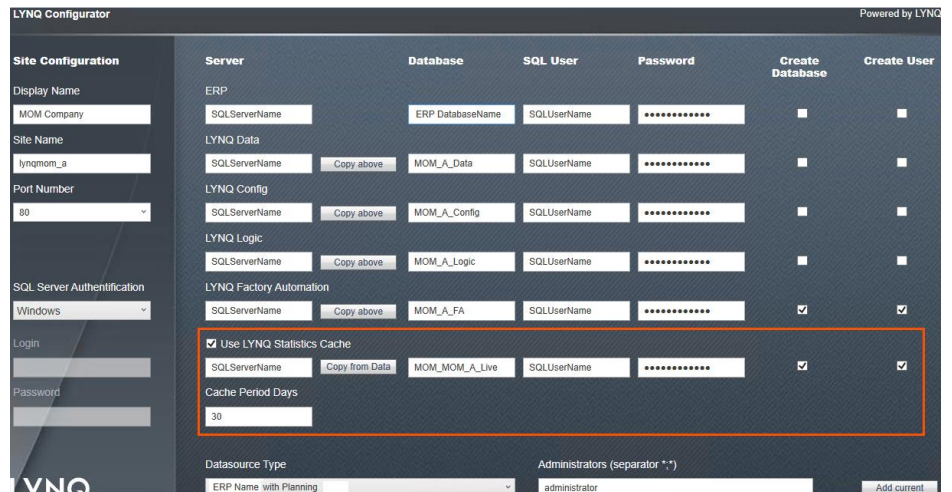 LYNQ Configurator
Powered by LYNQ
Site Configuration
Display Name
MOM Company
Site Name
lynqmom_a
Port Number
80
SQL Server Authentification
Windows
Login
Password
LYNQ
Server Database SQL User Password Create Database Create User
ERP
SQLServerName ERP DatabaseName SQLUserName ●●●●●●●●●●●●
LYNQ Data
SQLServerName Copy above MOM_A_Data SQLUserName ●●●●●●●●●●●●
LYNQ Config
SQLServerName Copy above MOM_A_Config SQLUserName ●●●●●●●●●●●●
LYNQ Logic
SQLServerName Copy above MOM_A_Logic SQLUserName ●●●●●●●●●●●●
LYNQ Factory Automation
SQLServerName Copy above MOM_A_FA SQLUserName ●●●●●●●●●●●●
Use LYNQ Statistics Cache
SQLServerName Copy from Data MOM_MOM_A_Live SQLUserName ●●●●●●●●●●●●
Cache Period Days
30
Datasource Type Administrators (separator *;*)
ERP Name with Planning administrator Add current